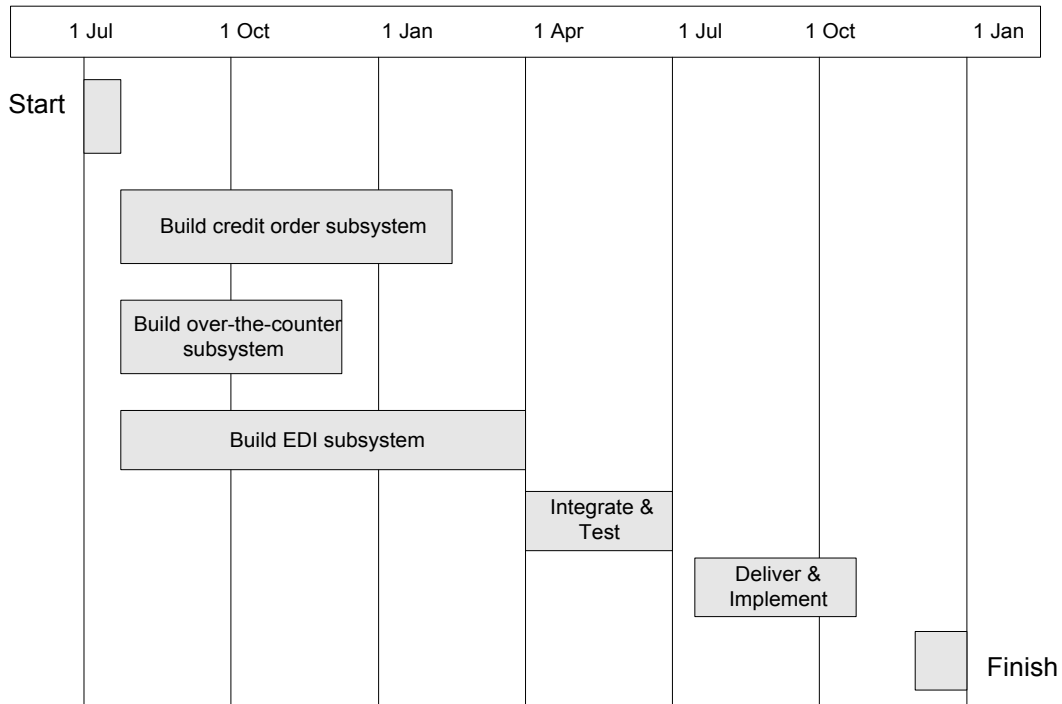 1 Jul 1 Oct 1 Jan 1 Apr 1 Jul 1 Oct 1 Jan
Start
Build credit order subsystem
Build over-the-counter
subsystem
Build EDI subsystem
Integrate &
Test
Deliver &
Implement
Finish